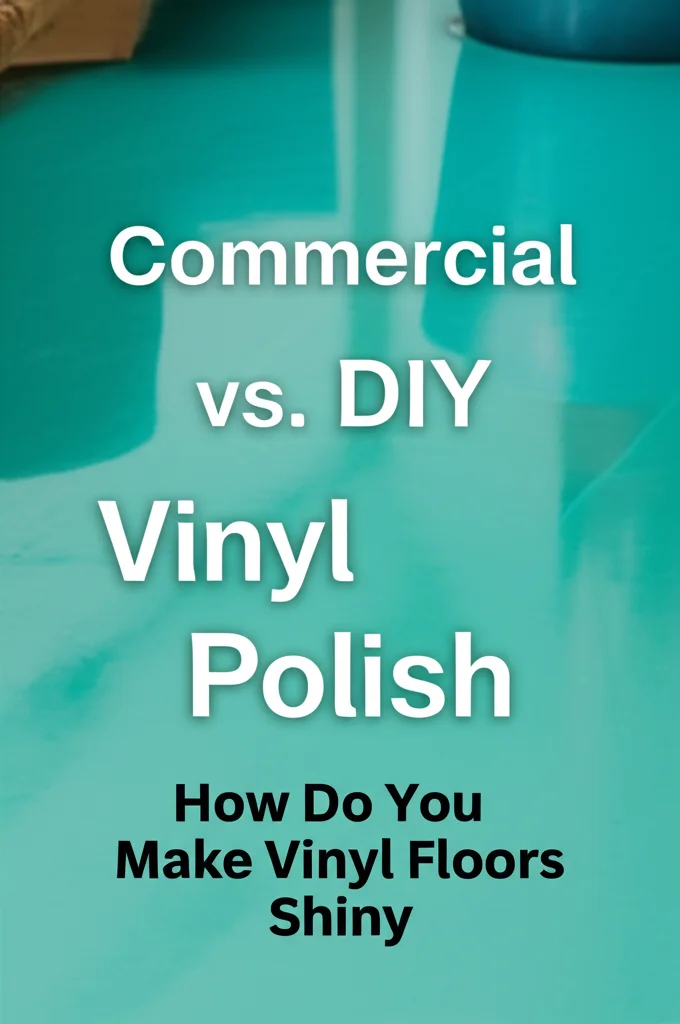 Commercial
vs. DIY
Vinyl
Polish
How Do You
Make Vinyl Floors
Shiny